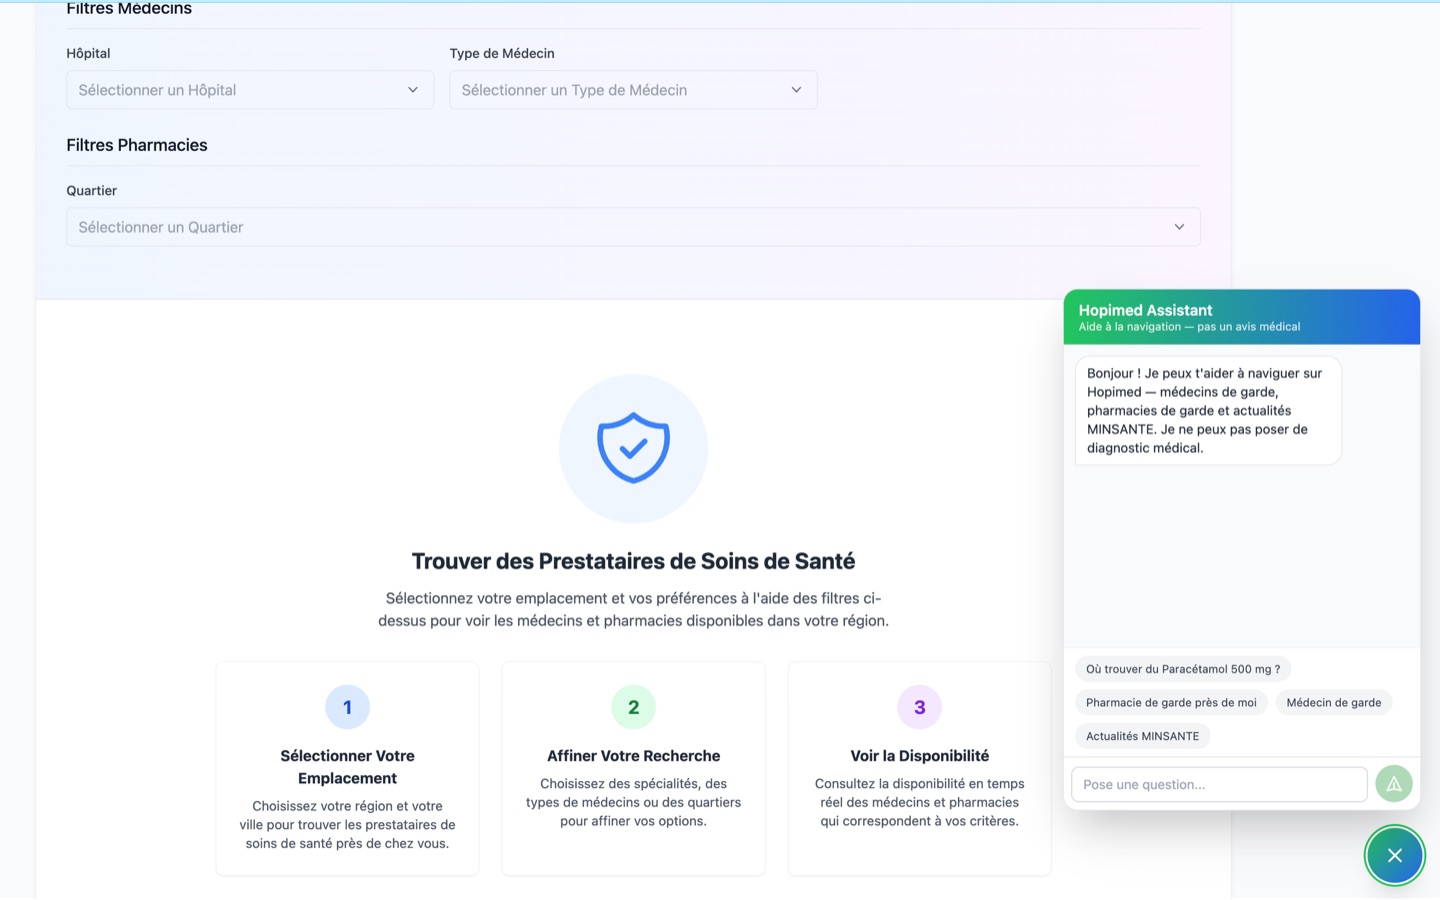 Filtres Médecins
Hôpital
Type de Médecin
Sélectionner un Hôpital
Sélectionner un Type de Médecin
Filtres Pharmacies
Quartier
Sélectionner un Quartier
Trouver des Prestataires de Soins de Santé
Sélectionnez votre emplacement et vos préférences à l'aide des filtres ci-
dessus pour voir les médecins et pharmacies disponibles dans votre région.
1
Sélectionner Votre
Emplacement
Choisissez votre région et votre
ville pour trouver les prestataires de
soins de santé près de chez vous.
2
Affiner Votre Recherche
Choisissez des spécialités, des
types de médecins ou des quartiers
pour affiner vos options.
3
Voir la Disponibilité
Consultez la disponibilité en temps
réel des médecins et pharmacies
qui correspondent à vos critères.
Hopimed Assistant
Aide à la navigation — pas un avis médical
Bonjour ! Je peux t'aider à naviguer sur
Hopimed — médecins de garde,
pharmacies de garde et actualités
MINSANTE. Je ne peux pas poser de
diagnostic médical.
Où trouver du Paracétamol 500 mg ?
Pharmacie de garde près de moi
Médecin de garde
Actualités MINSANTE
Pose une question...